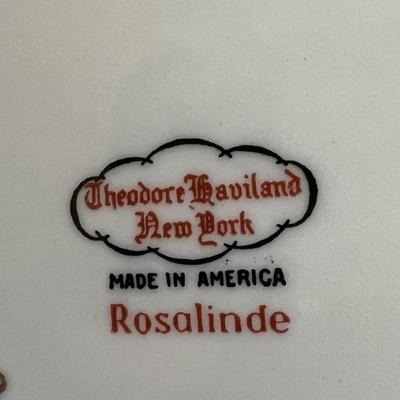 Theodore Haviland
New York
MADE IN AMERICA
Rosalinde